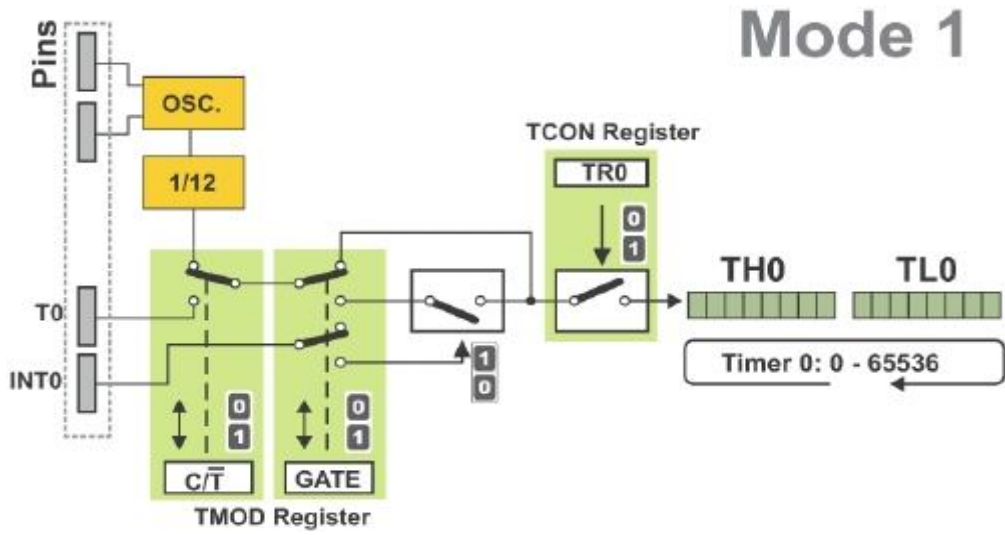 Mode 1
Pins
OSC.
1/12
TCON Register
TR0
0
1
TH0 TL0
T0
INT0
1
0
Timer 0: 0 - 65536
0
1
0
1
C/T̅
GATE
TMOD Register